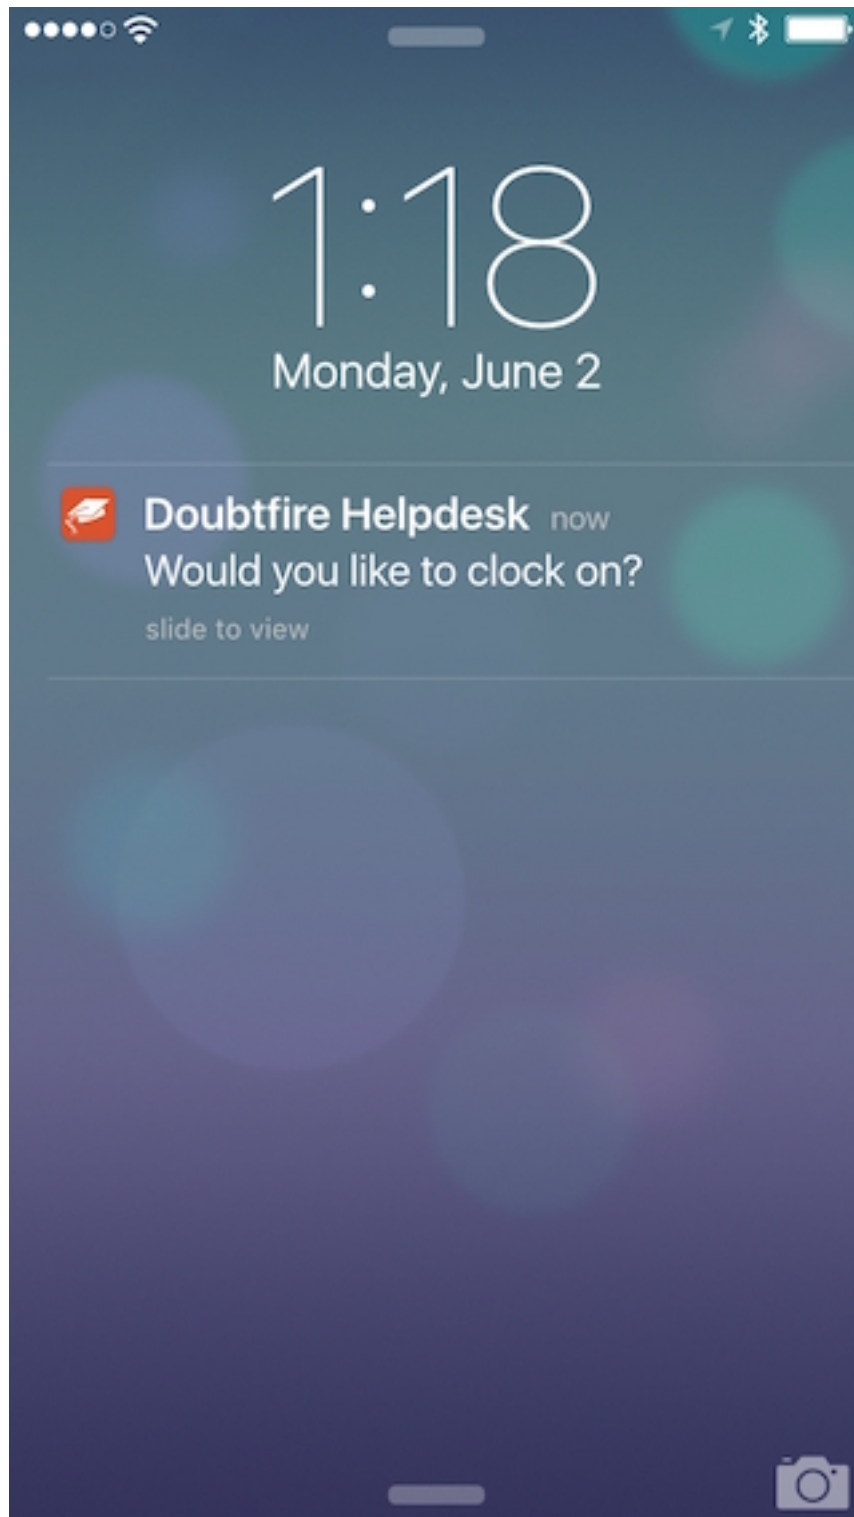 1:18
Monday, June 2
Doubtfire Helpdesk now
Would you like to clock on?
slide to view